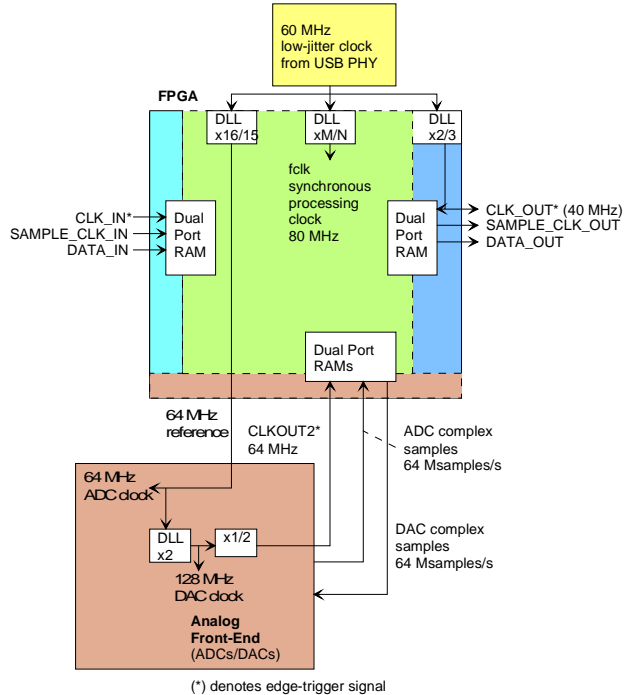 60 MHz
low-jitter clock
from USB PHY
FPGA
DLL
x16/15
DLL
xM/N
DLL
x2/3
fclk
synchronous
processing
clock
80 MHz
CLK_IN*
SAMPLE_CLK_IN
DATA_IN
Dual
Port
RAM
Dual
Port
RAM
CLK_OUT* (40 MHz)
SAMPLE_CLK_OUT
DATA_OUT
Dual Port
RAMs
64 MHz
reference
CLKOUT2*
64 MHz
ADC complex
samples
64 Msamples/s
64 MHz
ADC clock
DLL
x2
x1/2
128 MHz
DAC clock
DAC complex
samples
64 Msamples/s
Analog
Front-End
(ADCs/DACs)
(*) denotes edge-trigger signal